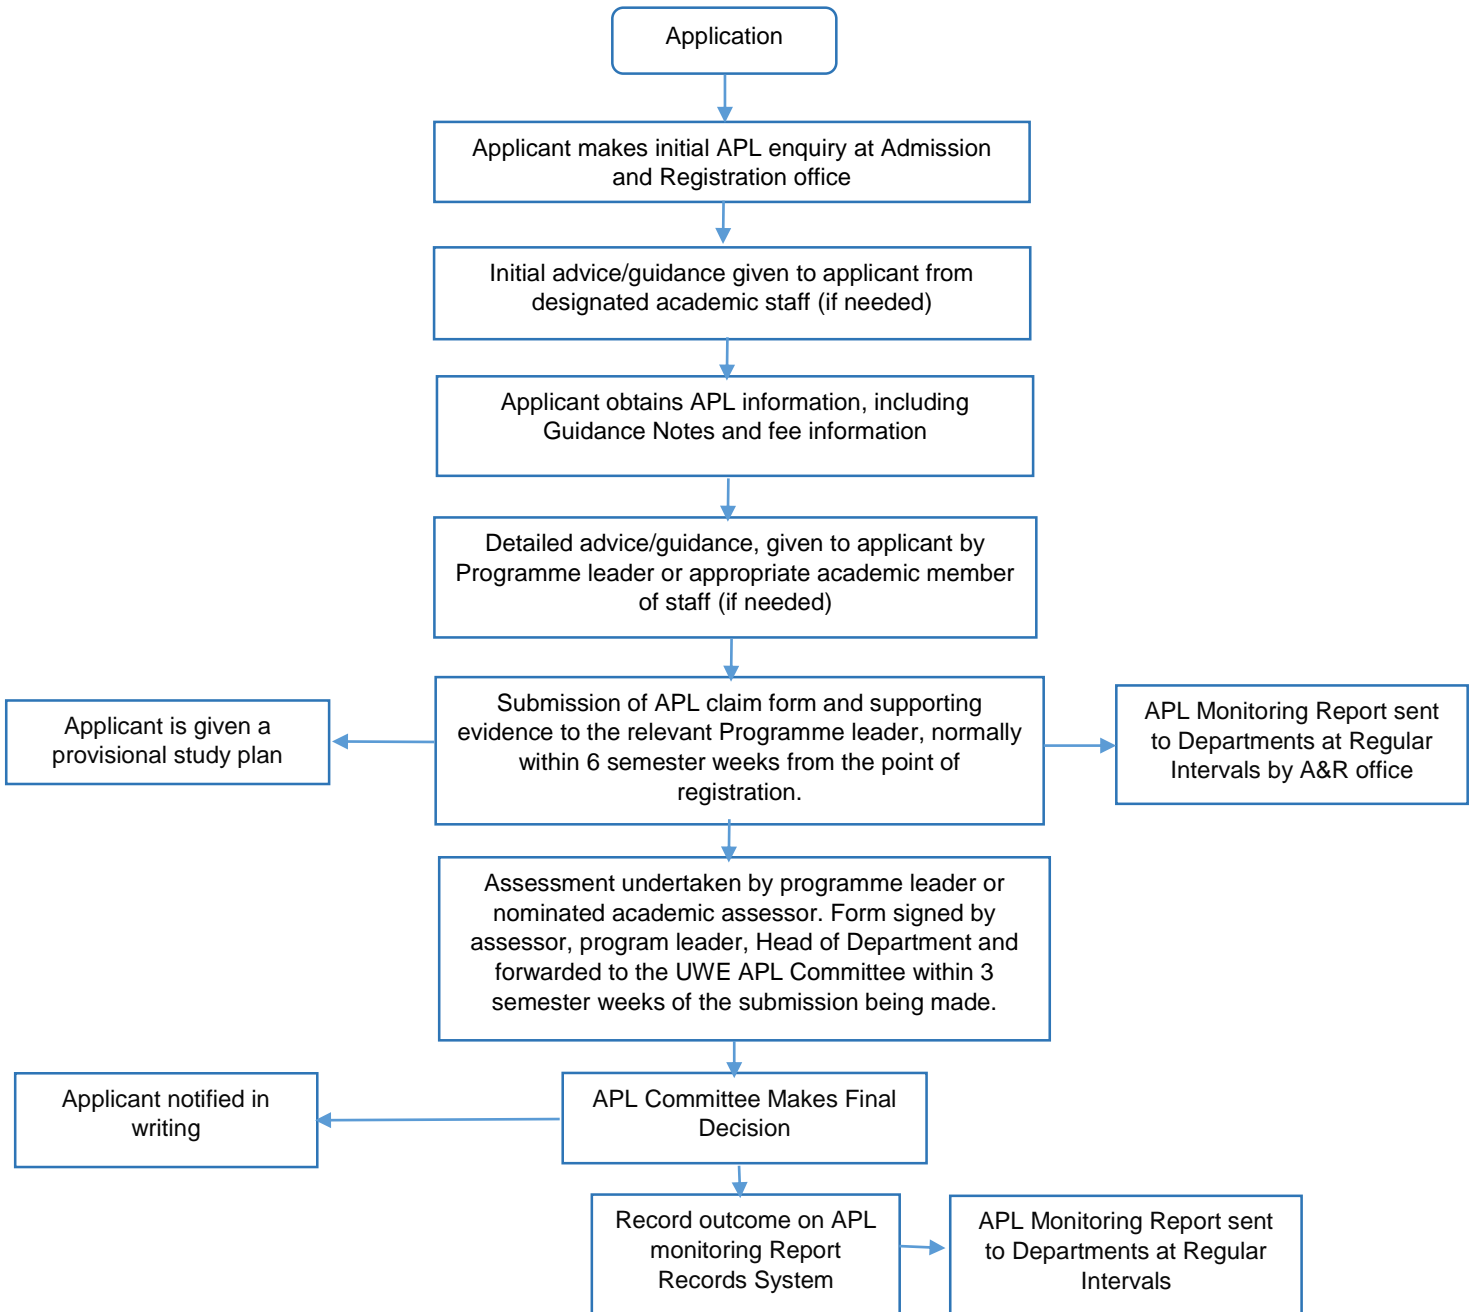 Application
Applicant makes initial APL enquiry at Admission
and Registration office
Initial advice/guidance given to applicant from
designated academic staff (if needed)
Applicant obtains APL information, including
Guidance Notes and fee information
Detailed advice/guidance, given to applicant by
Programme leader or appropriate academic member
of staff (if needed)
Applicant is given a
provisional study plan
Submission of APL claim form and supporting
evidence to the relevant Programme leader, normally
within 6 semester weeks from the point of
registration.
APL Monitoring Report sent
to Departments at Regular
Intervals by A&R office
Assessment undertaken by programme leader or
nominated academic assessor. Form signed by
assessor, program leader, Head of Department and
forwarded to the UWE APL Committee within 3
semester weeks of the submission being made.
Applicant notified in
writing
APL Committee Makes Final
Decision
Record outcome on APL
monitoring Report
Records System
APL Monitoring Report sent
to Departments at Regular
Intervals